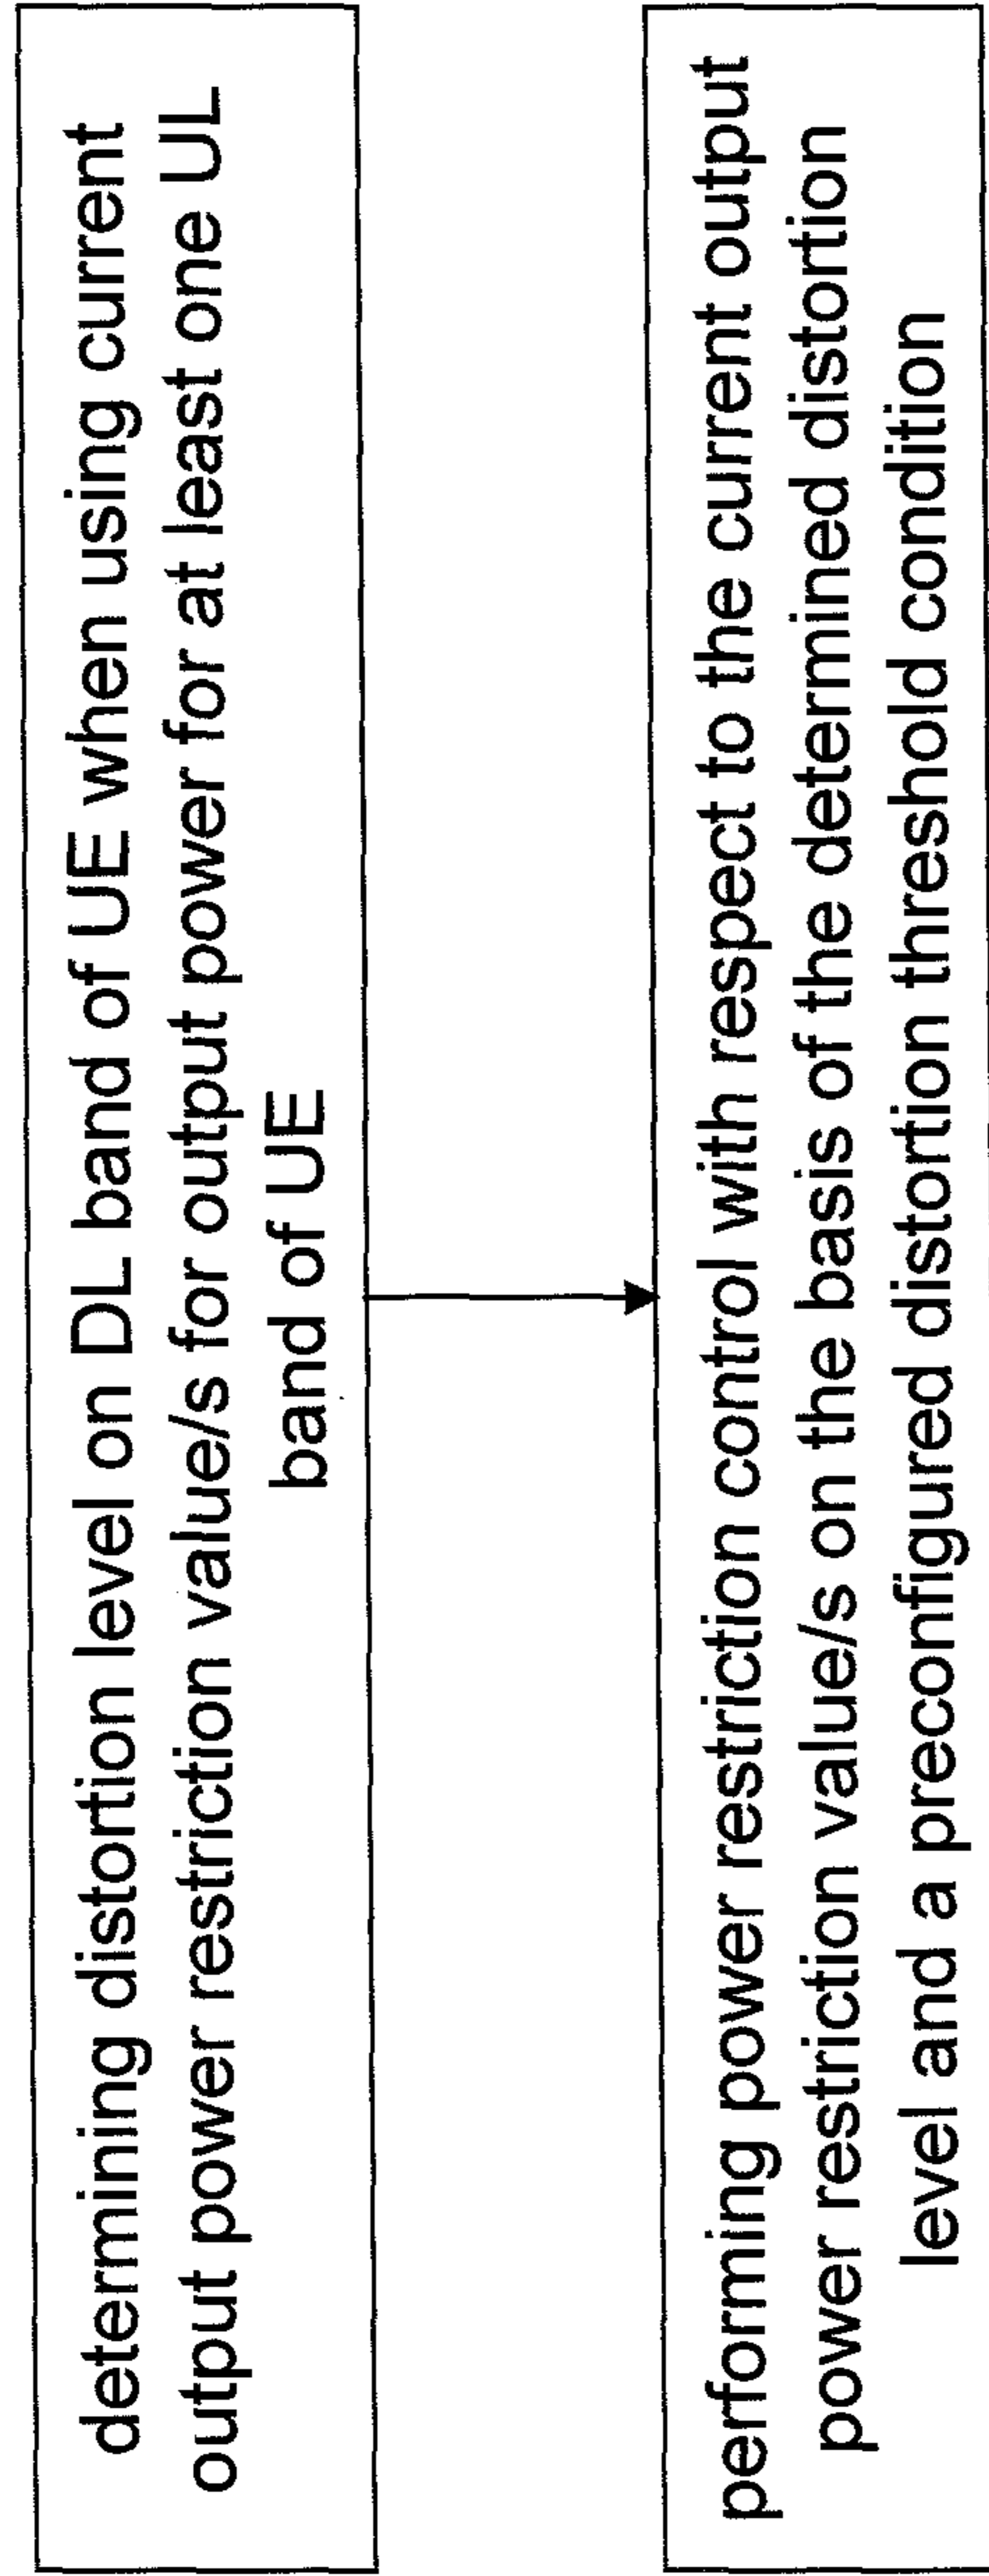 determining distortion level on DL band of UE when using current
output power restriction value/s for output power for at least one UL
band of UE
performing power restriction control with respect to the current output
power restriction value/s on the basis of the determined distortion
level and a preconfigured distortion threshold condition